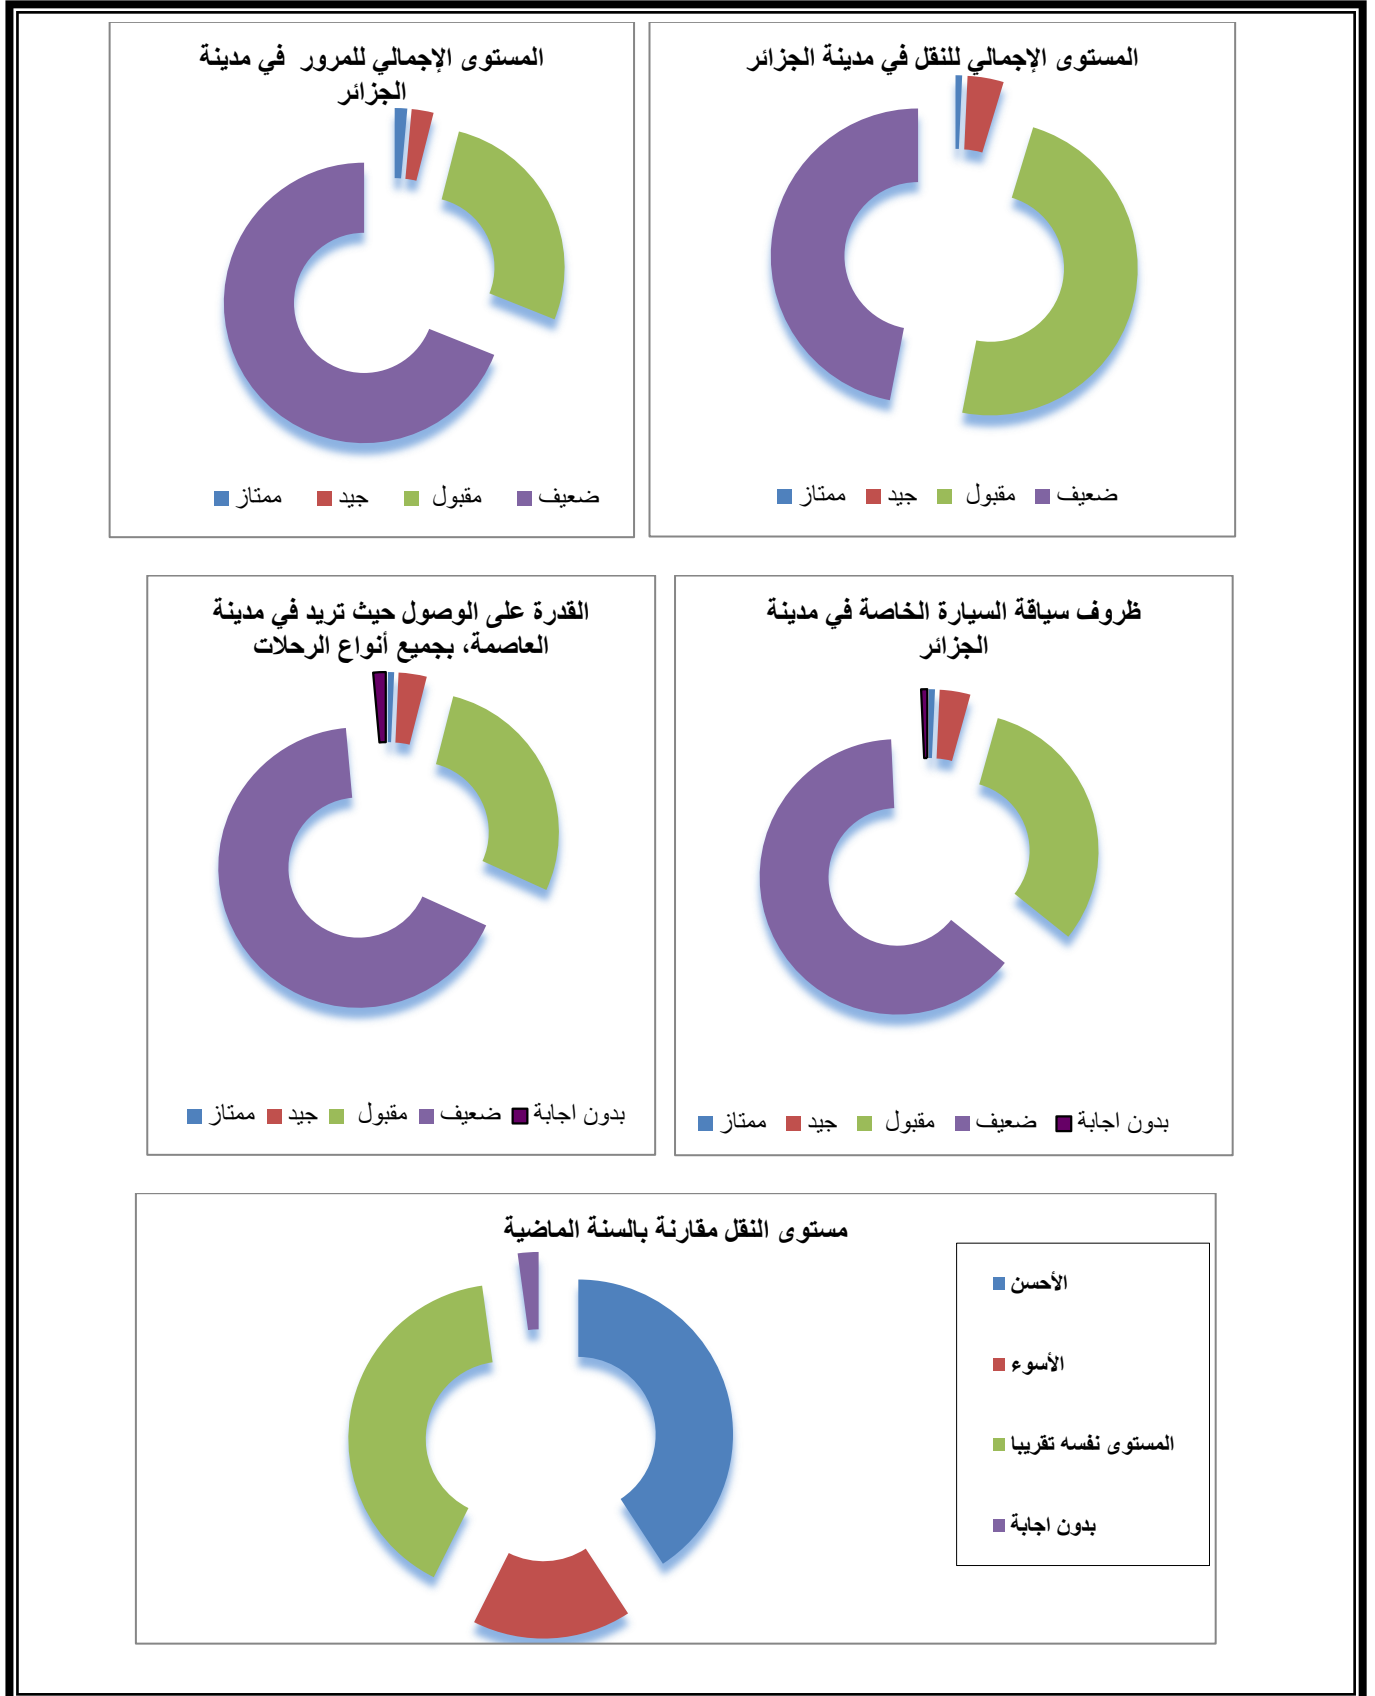 المستوى الإجمالي للنقل في مدينة الجزائر
ضعيف مقبول جيد ممتاز
المستوى الإجمالي للمرور في مدينة
الجزائر
ضعيف مقبول جيد ممتاز
ظروف سياقة السيارة الخاصة في مدينة
الجزائر
بدون اجابة ضعيف مقبول جيد ممتاز
القدرة على الوصول حيث تريد في مدينة
العاصمة، بجميع أنواع الرحلات
بدون اجابة ضعيف مقبول جيد ممتاز
مستوى النقل مقارنة بالسنة الماضية
الأحسن
الأسوء
المستوى نفسه تقريبا
بدون اجابة